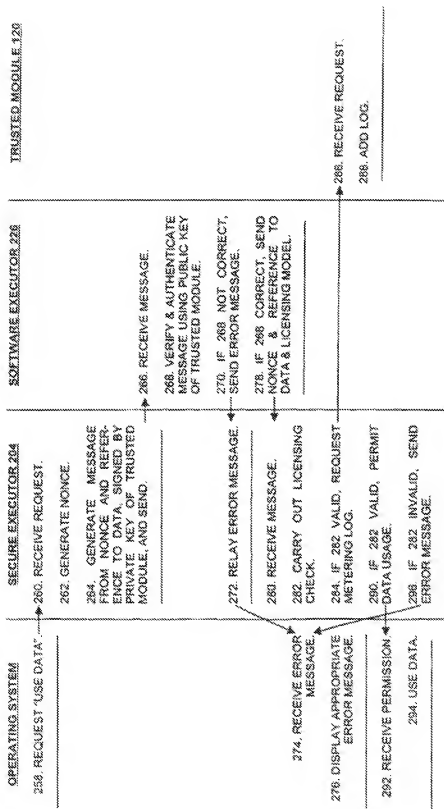 OPERATING SYSTEM
258. REQUEST "USE DATA".
274. RECEIVE ERROR
MESSAGE.
276. DISPLAY APPROPRIATE
ERROR MESSAGE.
292. RECEIVE PERMISSION
294. USE DATA.
SECURE EXECUTOR 204
260. RECEIVE REQUEST.
262. GENERATE NONCE.
264. GENERATE MESSAGE
FROM NONCE AND REFER-
ENCE TO DATA, SIGNED BY
PRIVATE KEY OF TRUSTED
MODULE, AND SEND.
272. RELAY ERROR MESSAGE.
280. RECEIVE MESSAGE.
282. CARRY OUT LICENSING
CHECK.
284. IF 282 VALID, REQUEST
METERING LOG.
290. IF 282 VALID, PERMIT
DATA USAGE.
296. IF 282 INVALID, SEND
ERROR MESSAGE.
SOFTWARE EXECUTOR 226
266. RECEIVE MESSAGE.
268. VERIFY & AUTHENTICATE
MESSAGE USING PUBLIC KEY
OF TRUSTED MODULE.
270. IF 268 NOT CORRECT,
SEND ERROR MESSAGE.
278. IF 268 CORRECT, SEND
NONCE & REFERENCE TO
DATA & LICENSING MODEL.
TRUSTED MODULE 120
286. RECEIVE REQUEST.
288. ADD LOG.